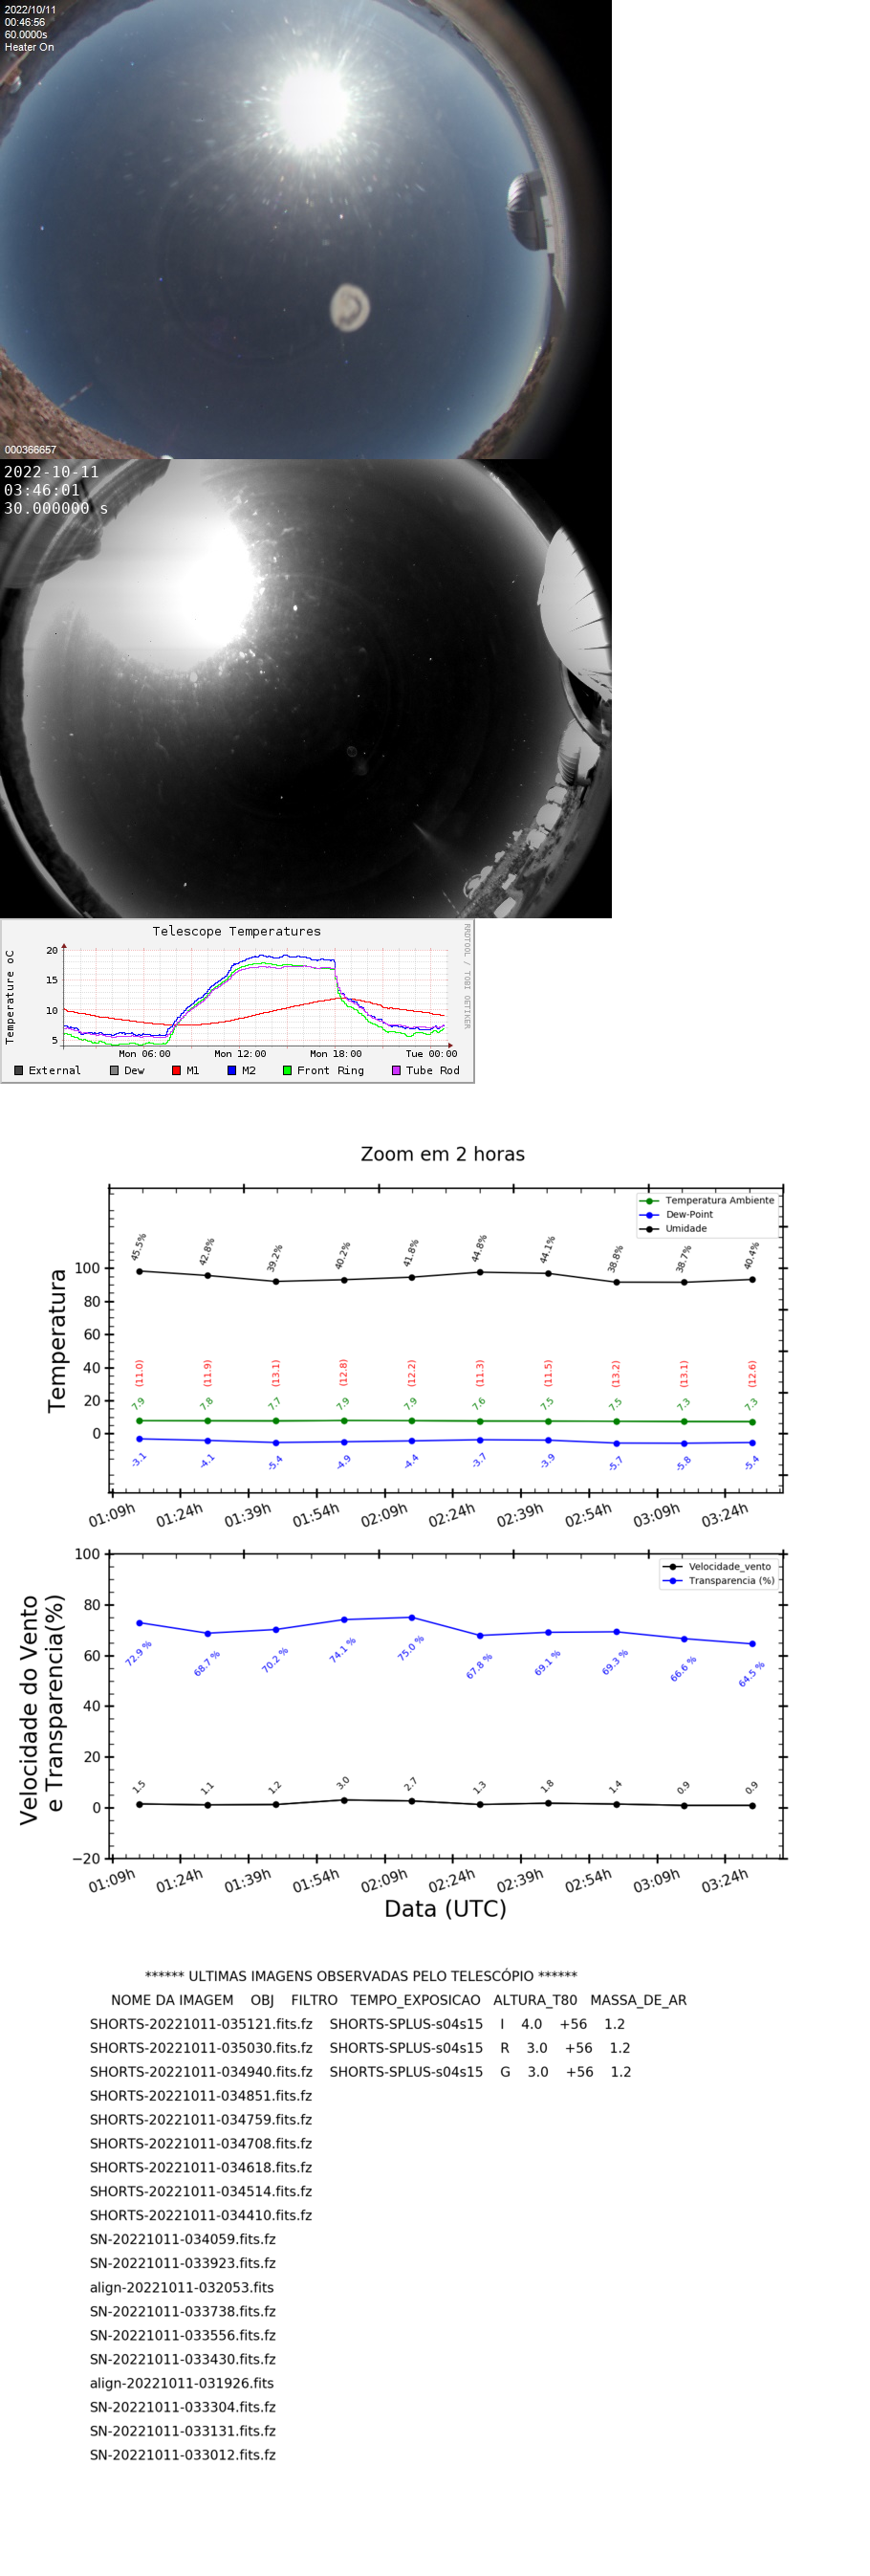 2022/10/11
00:46:56
60.0000s
Heater On
000366657
2022-10-11
03:46:01
30.000000 s
Telescope Temperatures
RRDTOOL / TOBI OETIKER
Temperature oC
20
15
10
5
Mon 06:00 Mon 12:00 Mon 18:00 Tue 00:00
External Dew M1 M2 Front Ring Tube Rod
Zoom em 2 horas
Temperatura Ambiente
Dew-Point
Umidade
Temperatura
100
80
60
40
20
0
45.5% 42.8% 39.2% 40.2% 41.8% 44.8% 44.1% 38.8% 38.7% 40.4%
(11.0) (11.9) (13.1) (12.8) (12.2) (11.3) (11.5) (13.2) (13.1) (12.6)
7.9 7.8 7.7 7.9 7.9 7.6 7.5 7.5 7.3 7.3
-3.1 -4.1 -5.4 -4.9 -4.4 -3.7 -3.9 -5.7 -5.8 -5.4
01:09h 01:24h 01:39h 01:54h 02:09h 02:24h 02:39h 02:54h 03:09h 03:24h
Velocidade_vento
Transparencia (%)
Velocidade do Vento
e Transparencia(%)
100
80
60
40
20
0
−20
72.9 % 68.7 % 70.2 % 74.1 % 75.0 % 67.8 % 69.1 % 69.3 % 66.6 % 64.5 %
1.5 1.1 1.2 3.0 2.7 1.3 1.8 1.4 0.9 0.9
01:09h 01:24h 01:39h 01:54h 02:09h 02:24h 02:39h 02:54h 03:09h 03:24h
Data (UTC)
****** ULTIMAS IMAGENS OBSERVADAS PELO TELESCÓPIO ******
NOME DA IMAGEM OBJ FILTRO TEMPO_EXPOSICAO ALTURA_T80 MASSA_DE_AR
SHORTS-20221011-035121.fits.fz SHORTS-SPLUS-s04s15 I 4.0 +56 1.2
SHORTS-20221011-035030.fits.fz SHORTS-SPLUS-s04s15 R 3.0 +56 1.2
SHORTS-20221011-034940.fits.fz SHORTS-SPLUS-s04s15 G 3.0 +56 1.2
SHORTS-20221011-034851.fits.fz
SHORTS-20221011-034759.fits.fz
SHORTS-20221011-034708.fits.fz
SHORTS-20221011-034618.fits.fz
SHORTS-20221011-034514.fits.fz
SHORTS-20221011-034410.fits.fz
SN-20221011-034059.fits.fz
SN-20221011-033923.fits.fz
align-20221011-032053.fits
SN-20221011-033738.fits.fz
SN-20221011-033556.fits.fz
SN-20221011-033430.fits.fz
align-20221011-031926.fits
SN-20221011-033304.fits.fz
SN-20221011-033131.fits.fz
SN-20221011-033012.fits.fz